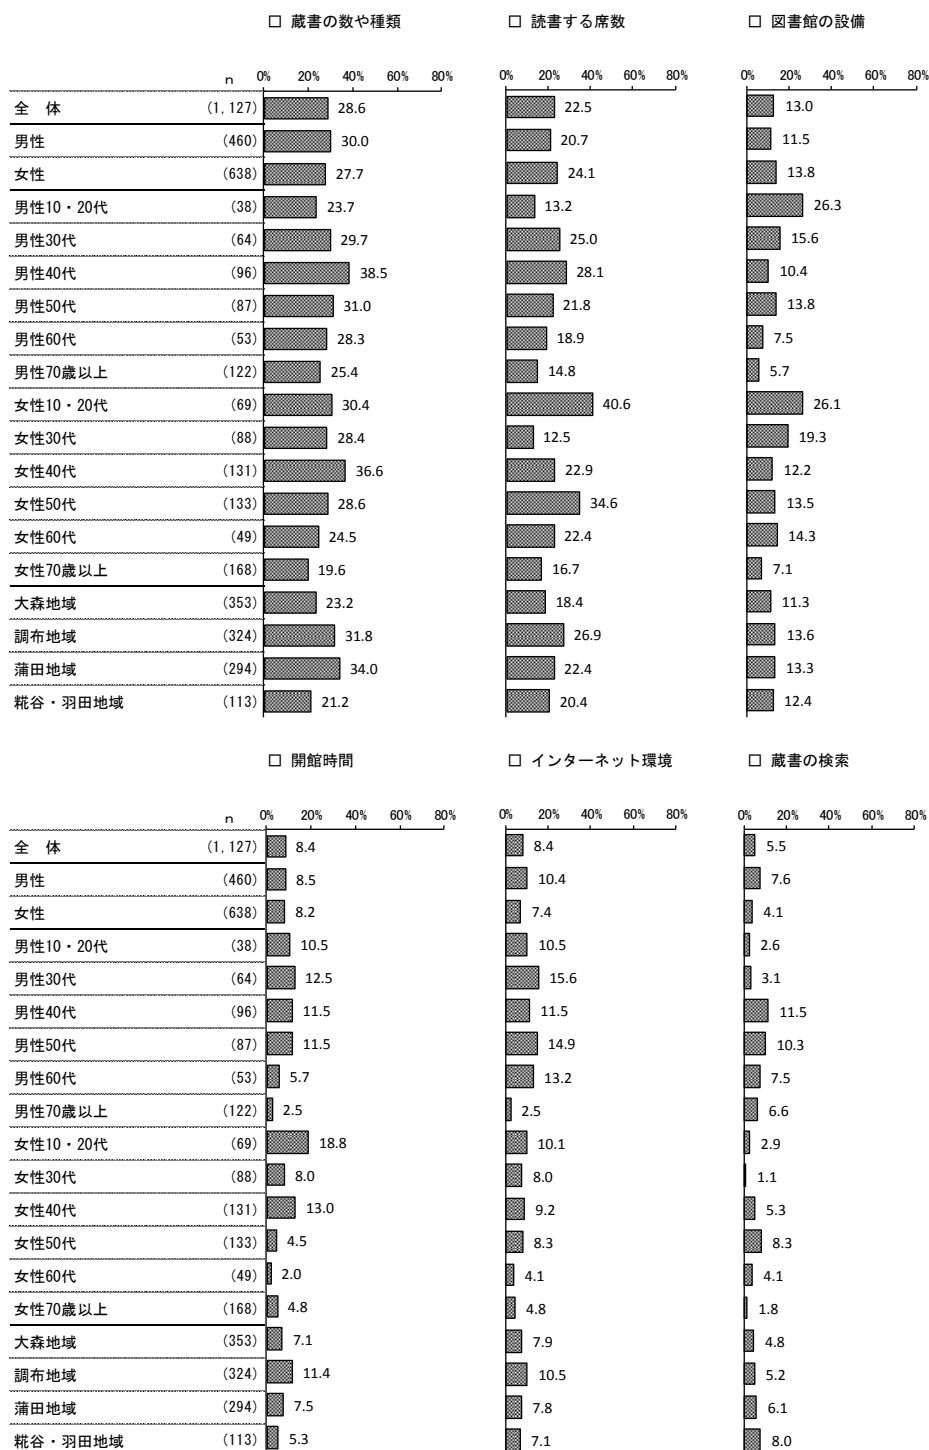 □ 蔵書の数や種類 □ 読書する席数 □ 図書館の設備
n 0% 20% 40% 60% 80% 0% 20% 40% 60% 80% 0% 20% 40% 60% 80%
全 体 (1,127) 28.6 22.5 13.0
男性 (460) 30.0 20.7 11.5
女性 (638) 27.7 24.1 13.8
男性10・20代 (38) 23.7 13.2 26.3
男性30代 (64) 29.7 25.0 15.6
男性40代 (96) 38.5 28.1 10.4
男性50代 (87) 31.0 21.8 13.8
男性60代 (53) 28.3 18.9 7.5
男性70歳以上 (122) 25.4 14.8 5.7
女性10・20代 (69) 30.4 40.6 26.1
女性30代 (88) 28.4 12.5 19.3
女性40代 (131) 36.6 22.9 12.2
女性50代 (133) 28.6 34.6 13.5
女性60代 (49) 24.5 22.4 14.3
女性70歳以上 (168) 19.6 16.7 7.1
大森地域 (353) 23.2 18.4 11.3
調布地域 (324) 31.8 26.9 13.6
蒲田地域 (294) 34.0 22.4 13.3
糀谷・羽田地域 (113) 21.2 20.4 12.4
□ 開館時間 □ インターネット環境 □ 蔵書の検索
n 0% 20% 40% 60% 80% 0% 20% 40% 60% 80% 0% 20% 40% 60% 80%
全 体 (1,127) 8.4 8.4 5.5
男性 (460) 8.5 10.4 7.6
女性 (638) 8.2 7.4 4.1
男性10・20代 (38) 10.5 10.5 2.6
男性30代 (64) 12.5 15.6 3.1
男性40代 (96) 11.5 11.5 11.5
男性50代 (87) 11.5 14.9 10.3
男性60代 (53) 5.7 13.2 7.5
男性70歳以上 (122) 2.5 2.5 6.6
女性10・20代 (69) 18.8 10.1 2.9
女性30代 (88) 8.0 8.0 1.1
女性40代 (131) 13.0 9.2 5.3
女性50代 (133) 4.5 8.3 8.3
女性60代 (49) 2.0 4.1 4.1
女性70歳以上 (168) 4.8 4.8 1.8
大森地域 (353) 7.1 7.9 4.8
調布地域 (324) 11.4 10.5 5.2
蒲田地域 (294) 7.5 7.8 6.1
糀谷・羽田地域 (113) 5.3 7.1 8.0